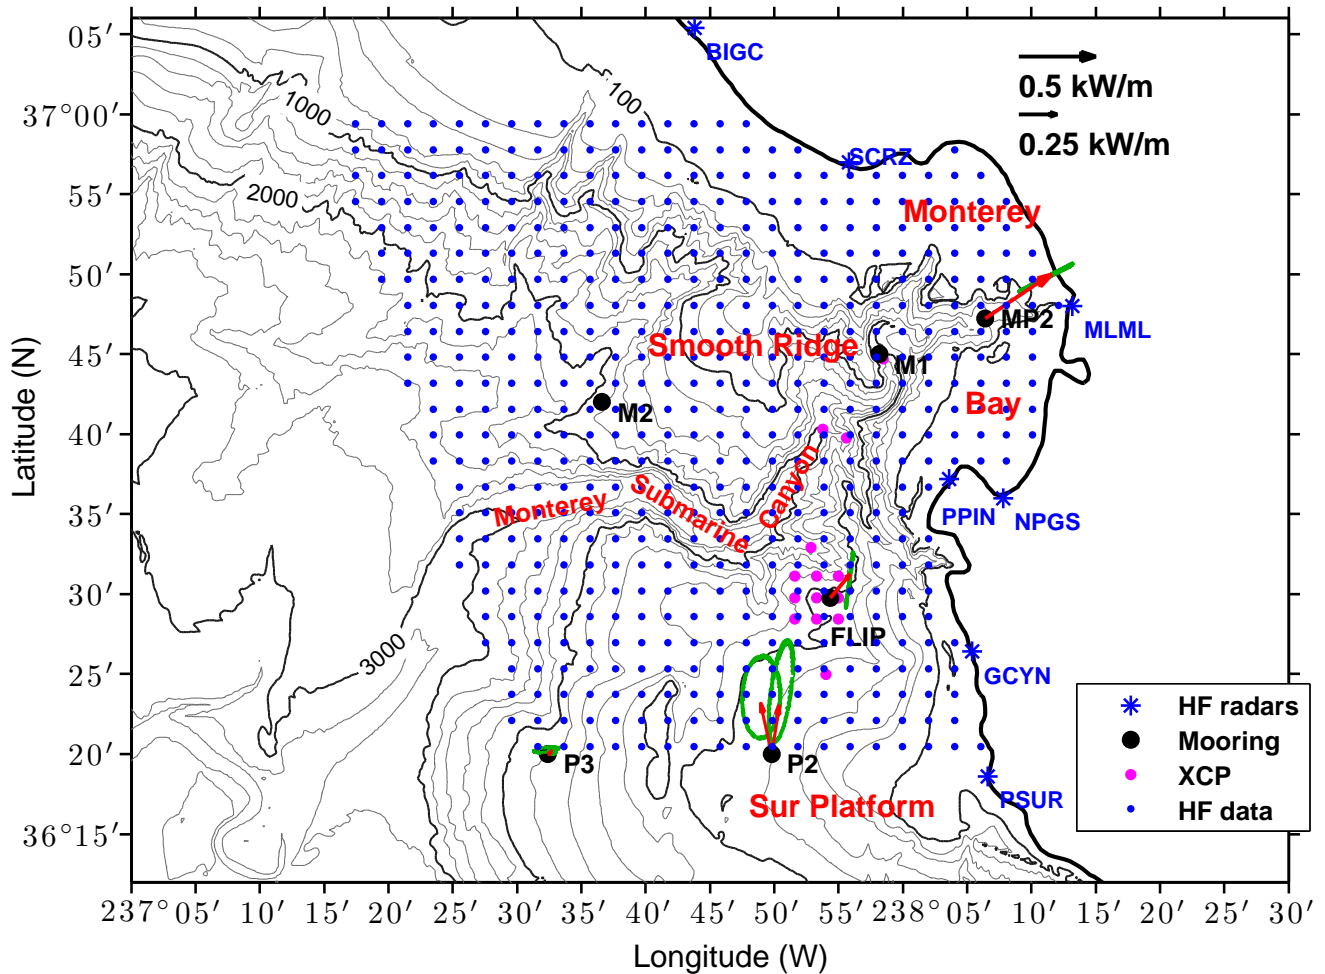 05′
BIGC
0.5 kW/m
100
1000
37°00′
0.25 kW/m
SCRZ
55′
2000
Monterey
50′
MP2
MLML
Smooth Ridge
45′
M1
Bay
M2
40′
Latitude (N)
Canyon
Submarine
Monterey
35′
PPIN
NPGS
30′
FLIP
3000
25′
GCYN
HF radars
Mooring
20′
P3
P2
XCP
PSUR
Sur Platform
HF data
36°15′
237°05′ 10′ 15′ 20′ 25′ 30′ 35′ 40′ 45′ 50′ 55′ 238°05′ 10′ 15′ 20′ 25′ 30′
Longitude (W)